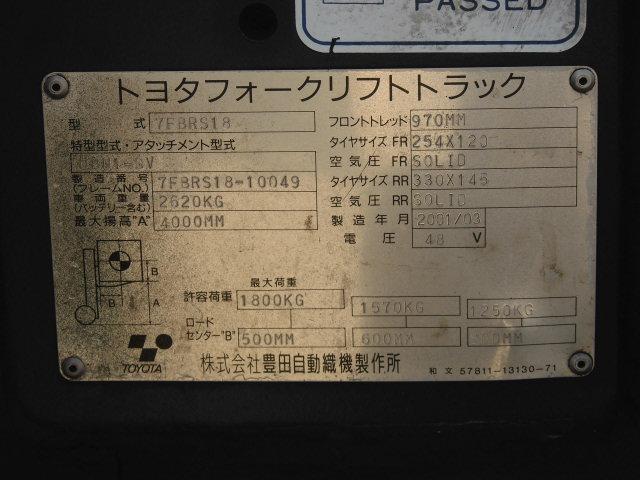 PASSED
トヨタフォークリフトトラック
型 式 7FBRS18
特型型式・アタッチメント型式
製造番号 (フレームNO.) 7FBRS18-10049
車両重量 (バッテリー含む) 2620KG
最大揚高"A" 4000MM
フロントトレッド 970MM
タイヤサイズ FR 254X120
空気圧 FR SOLID
タイヤサイズ RR 330X145
空気圧 RR SOLID
製造年月 2001/03
電圧 48 V
B
B
A
最大荷重
許容荷重 1800KG 1570KG 1250KG
ロードセンター"B" 500MM 600MM
TOYOTA
株式会社豊田自動織機製作所
和文 57811-13130-71